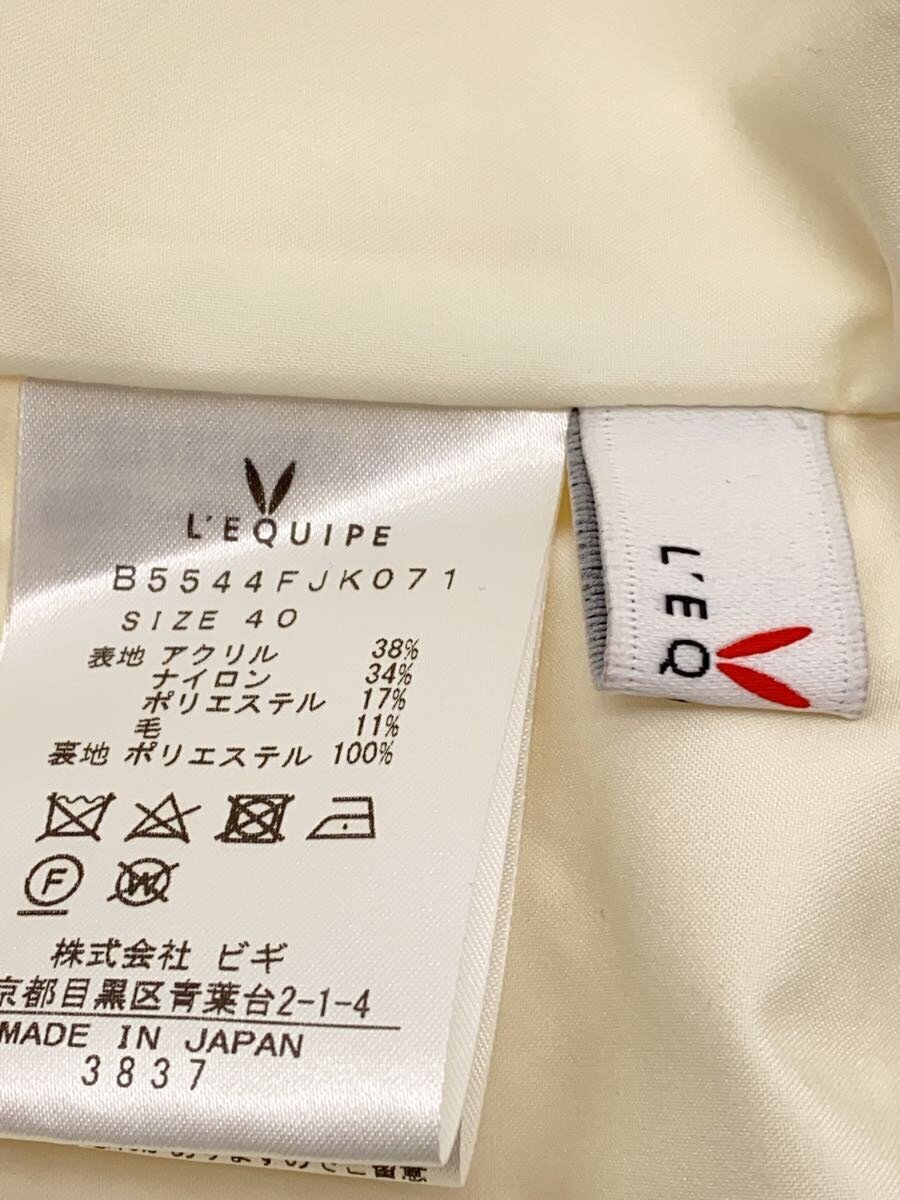 L'EQUIPE
B5544FJK071
SIZE 40
表地 アクリル 38%
ナイロン 34%
ポリエステル 17%
毛 11%
裏地 ポリエステル 100%
F W
株式会社 ビギ
京都目黒区青葉台2-1-4
MADE IN JAPAN
3837
L'EQ